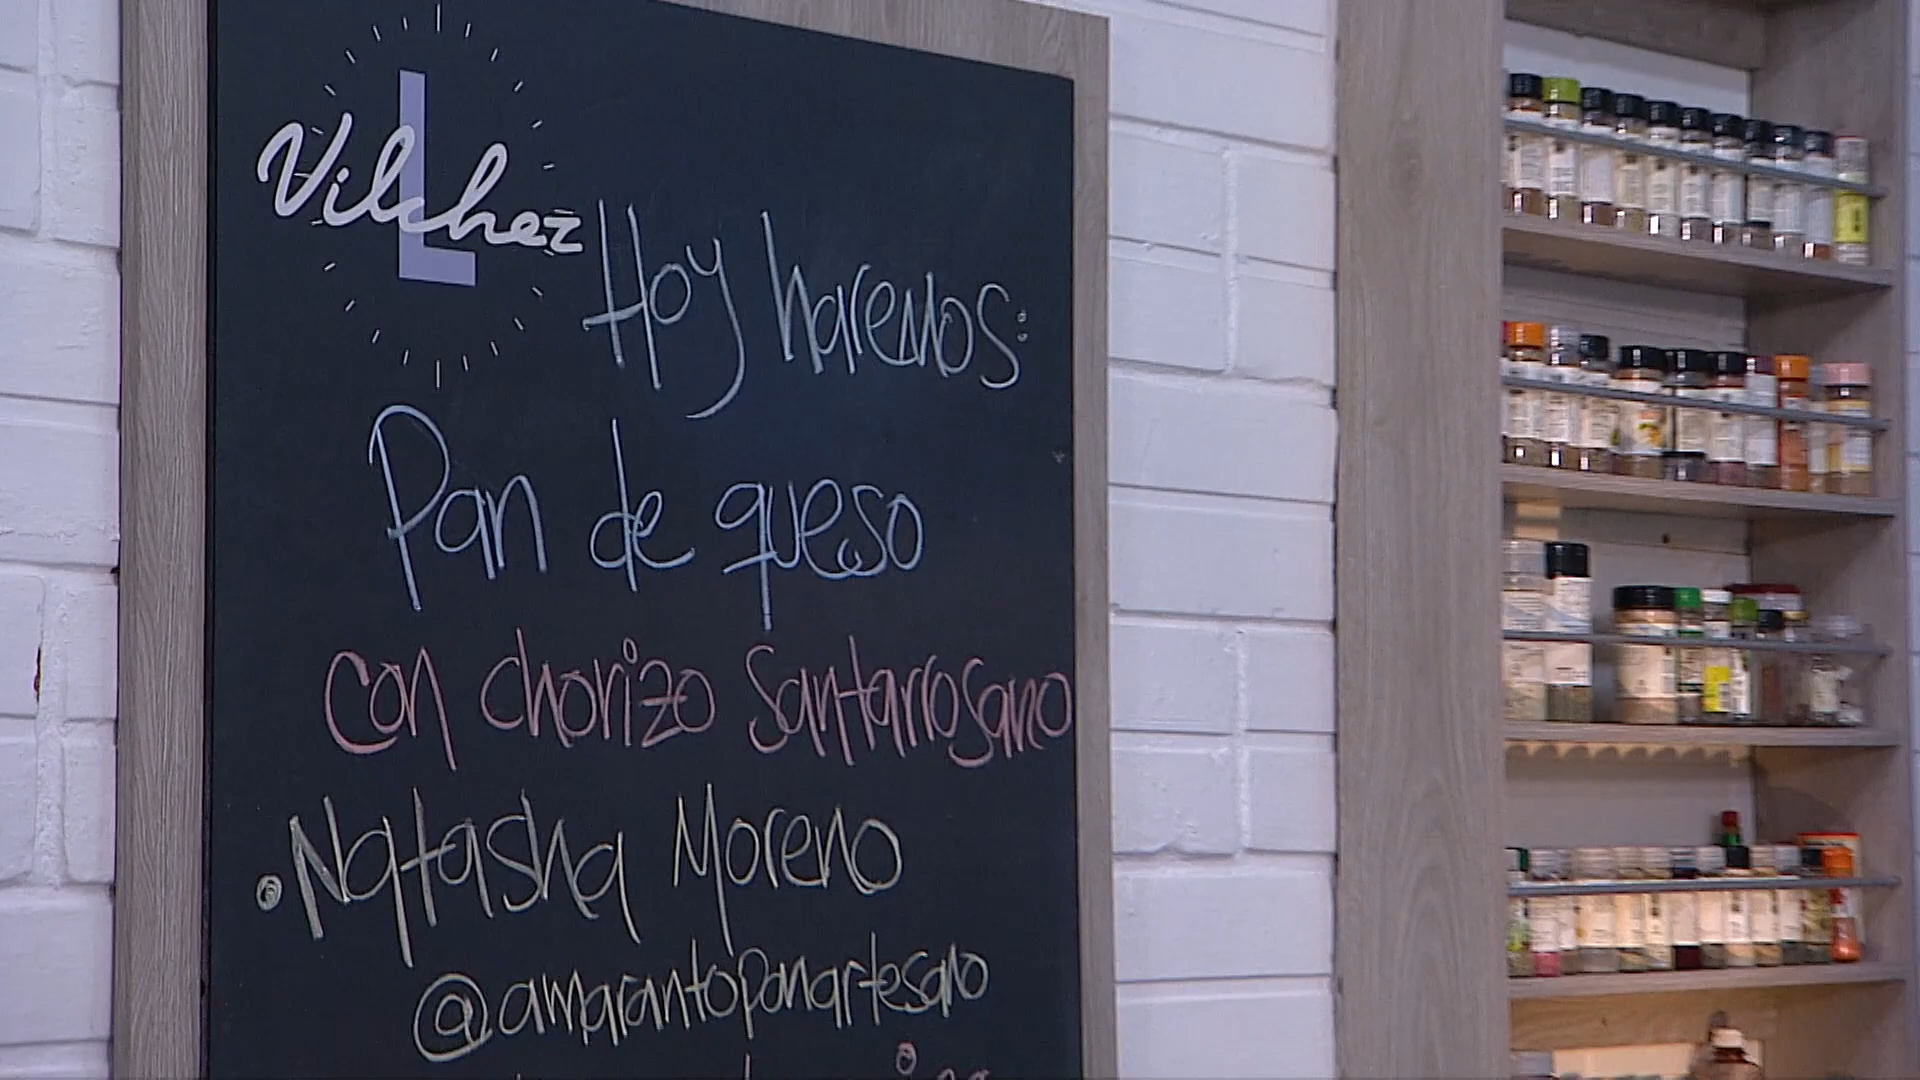 L
Vilchez
Hoy haremos:
Pan de queso
con chorizo Santarrosano
•Natasha Moreno
@amarantopanartesano